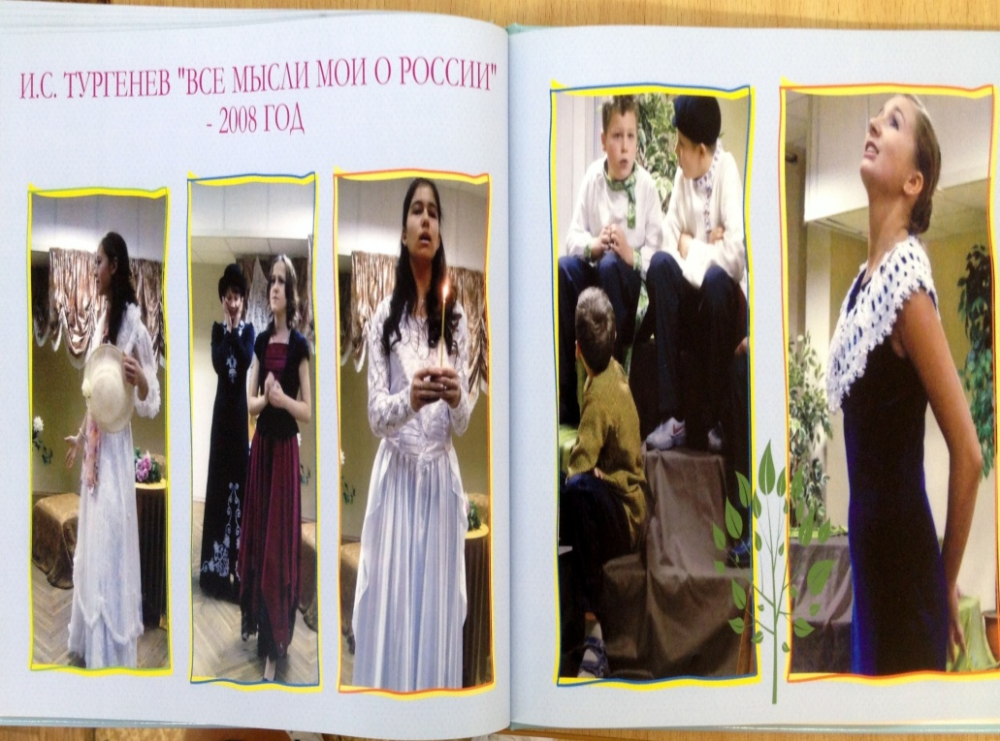 И.С. ТУРГЕНЕВ "ВСЕ МЫСЛИ МОИ О РОССИИ"
- 2008 ГОД